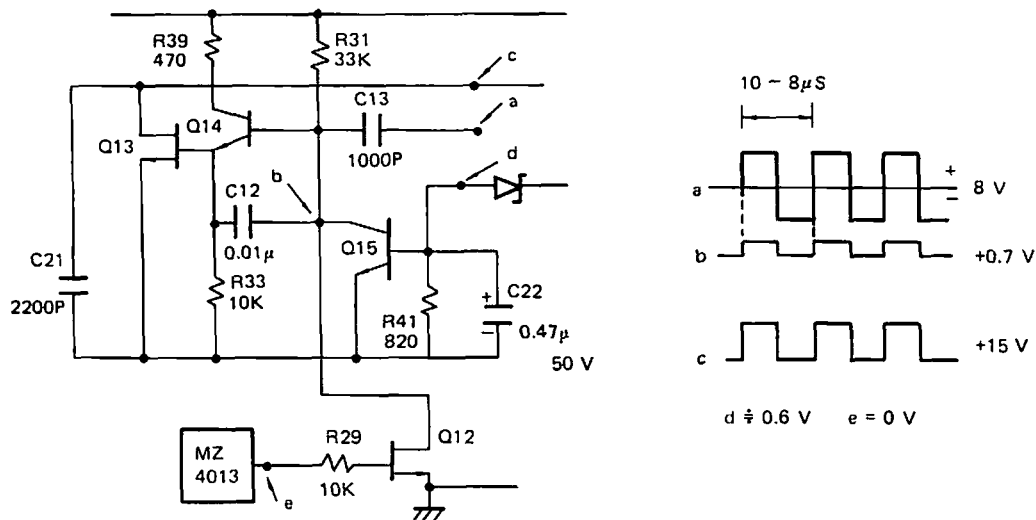 R39
470
R31
33K
c
C13
a
Q14
Q13
1000P
d
b
C12
0.01μ
Q15
C21
2200P
R33
10K
R41
820
+
C22
−
0.47μ
50 V
Q12
MZ
4013
R29
10K
e
10 ~ 8μS
a
+
−
8 V
b
+0.7 V
c
+15 V
d ≑ 0.6 V e = 0 V